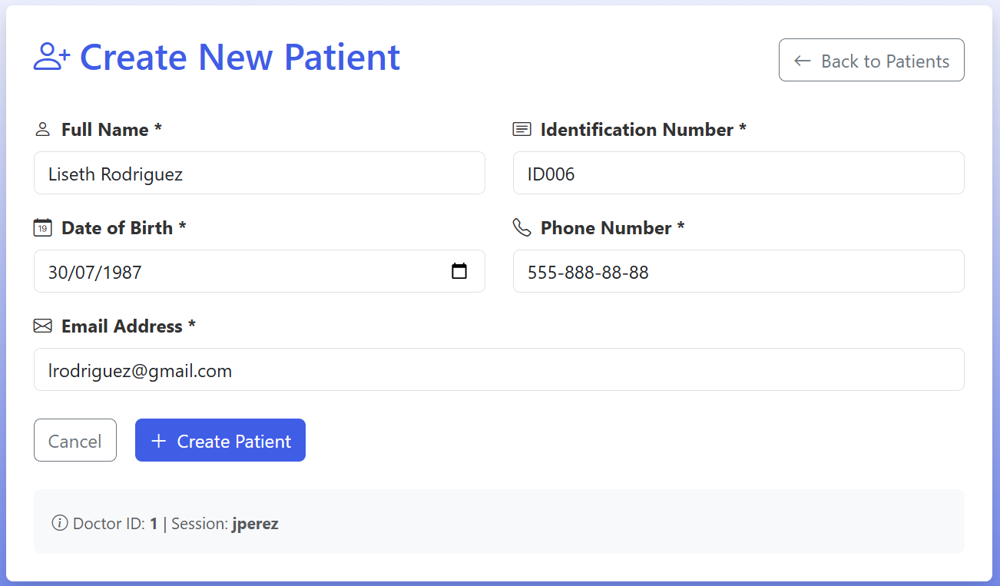 Create New Patient
Back to Patients
Full Name *
Identification Number *
Liseth Rodriguez
ID006
19
Date of Birth *
Phone Number *
30/07/1987
555-888-88-88
Email Address *
lrodriguez@gmail.com
Cancel
+ Create Patient
Doctor ID: 1 | Session: jperez